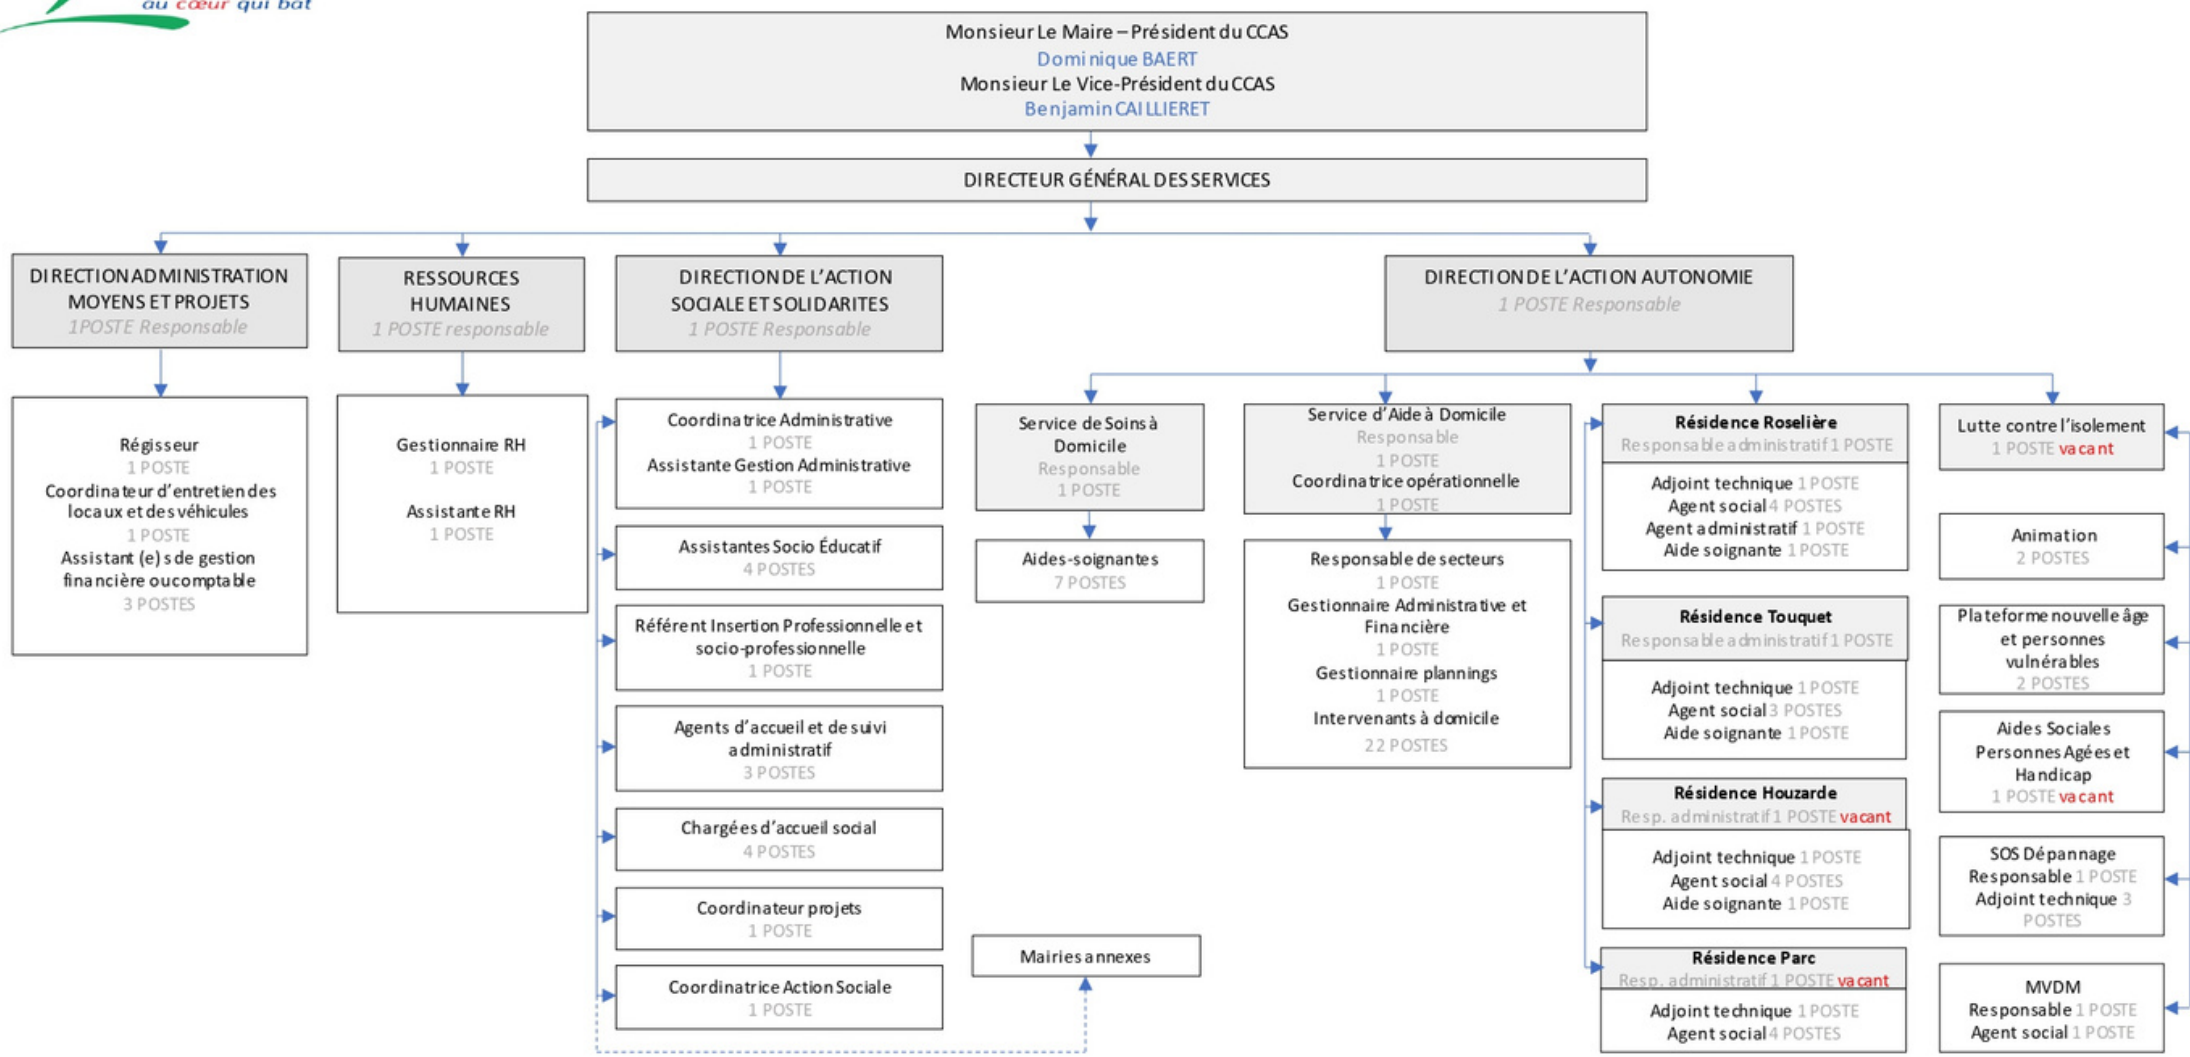 au cœur qui bat
Monsieur Le Maire – Président du CCAS
Dominique BAERT
Monsieur Le Vice-Président du CCAS
Benjamin CAILLIERET
DIRECTEUR GÉNÉRAL DES SERVICES
DIRECTION ADMINISTRATION
MOYENS ET PROJETS
1POSTE Responsable
RESSOURCES
HUMAINES
1 POSTE responsable
DIRECTION DE L'ACTION
SOCIALE ET SOLIDARITES
1 POSTE Responsable
DIRECTION DE L'ACTION AUTONOMIE
1 POSTE Responsable
Régisseur
1 POSTE
Coordinateur d'entretien des
locaux et des véhicules
1 POSTE
Assistant (e) s de gestion
financière ou comptable
3 POSTES
Gestionnaire RH
1 POSTE
Assistante RH
1 POSTE
Coordinatrice Administrative
1 POSTE
Assistante Gestion Administrative
1 POSTE
Assistantes Socio Éducatif
4 POSTES
Référent Insertion Professionnelle et
socio-professionnelle
1 POSTE
Agents d'accueil et de suivi
administratif
3 POSTES
Chargées d'accueil social
4 POSTES
Coordinateur projets
1 POSTE
Coordinatrice Action Sociale
1 POSTE
Mairies annexes
Service de Soins à
Domicile
Responsable
1 POSTE
Aides-soignantes
7 POSTES
Service d'Aide à Domicile
Responsable
1 POSTE
Coordinatrice opérationnelle
1 POSTE
Responsable de secteurs
1 POSTE
Gestionnaire Administrative et
Financière
1 POSTE
Gestionnaire plannings
1 POSTE
Intervenants à domicile
22 POSTES
Résidence Roselière
Responsable administratif 1 POSTE
Adjoint technique 1 POSTE
Agent social 4 POSTES
Agent administratif 1 POSTE
Aide soignante 1 POSTE
Résidence Touquet
Responsable administratif 1 POSTE
Adjoint technique 1 POSTE
Agent social 3 POSTES
Aide soignante 1 POSTE
Résidence Houzarde
Resp. administratif 1 POSTE vacant
Adjoint technique 1 POSTE
Agent social 4 POSTES
Aide soignante 1 POSTE
Résidence Parc
Resp. administratif 1 POSTE vacant
Adjoint technique 1 POSTE
Agent social 4 POSTES
Lutte contre l'isolement
1 POSTE vacant
Animation
2 POSTES
Plateforme nouvelle âge
et personnes
vulnérables
2 POSTES
Aides Sociales
Personnes Agées et
Handicap
1 POSTE vacant
SOS Dépannage
Responsable 1 POSTE
Adjoint technique 3
POSTES
MVDM
Responsable 1 POSTE
Agent social 1 POSTE